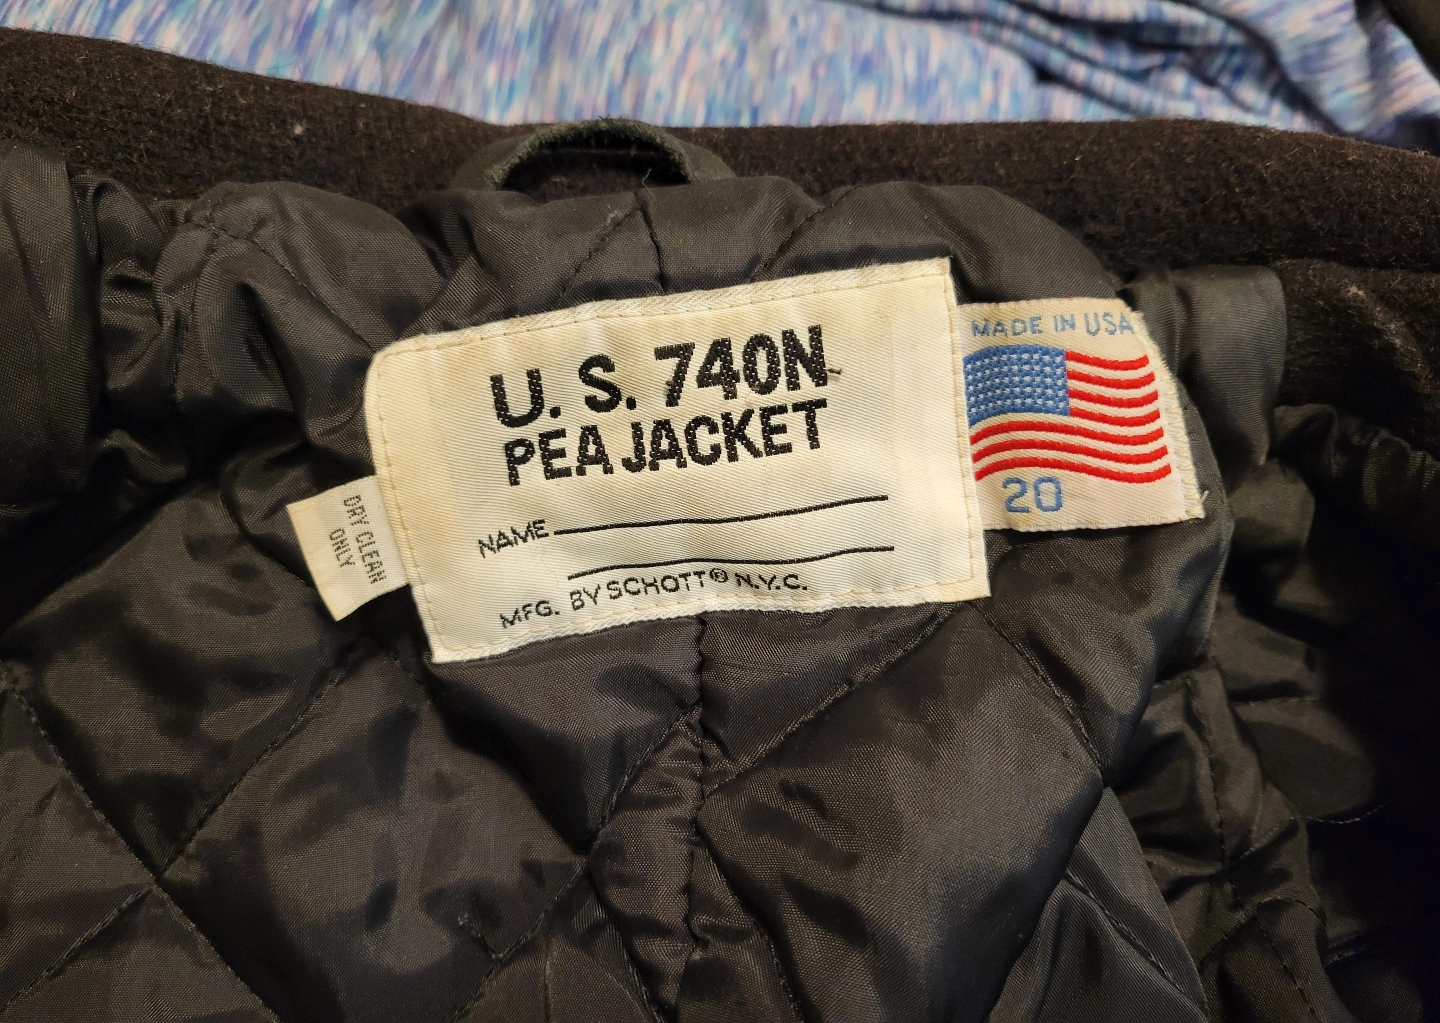 U. S. 740N
PEA JACKET
NAME
MFG. BY SCHOTT® N.Y.C.
DRY CLEAN
ONLY
MADE IN USA
20